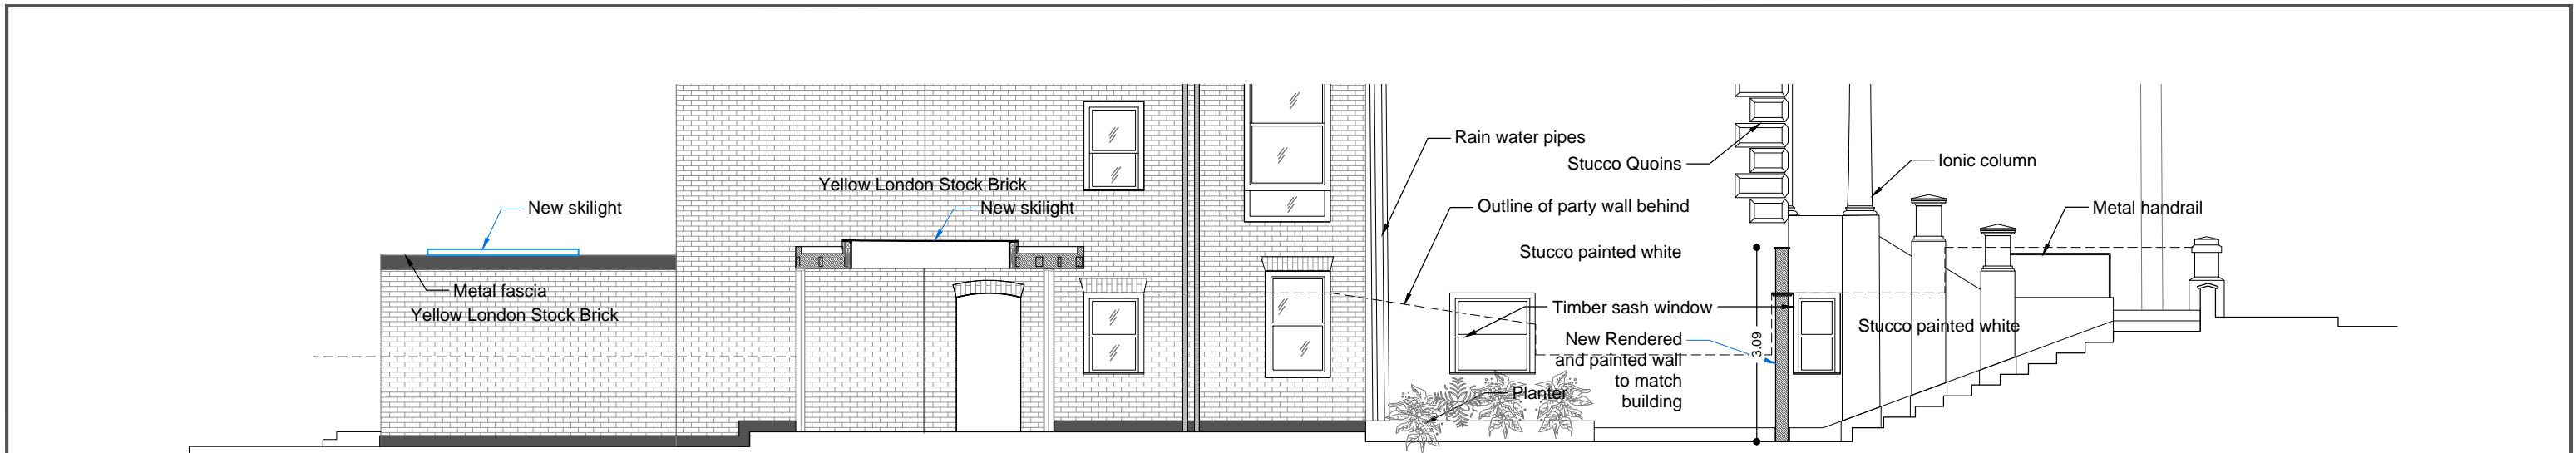 Yellow London Stock Brick
New skilight
New skilight
Metal fascia
Yellow London Stock Brick
Rain water pipes
Stucco Quoins
Ionic column
Outline of party wall behind
Metal handrail
Stucco painted white
Timber sash window
Stucco painted white
New Rendered
and painted wall
to match
building
3.09
Planter